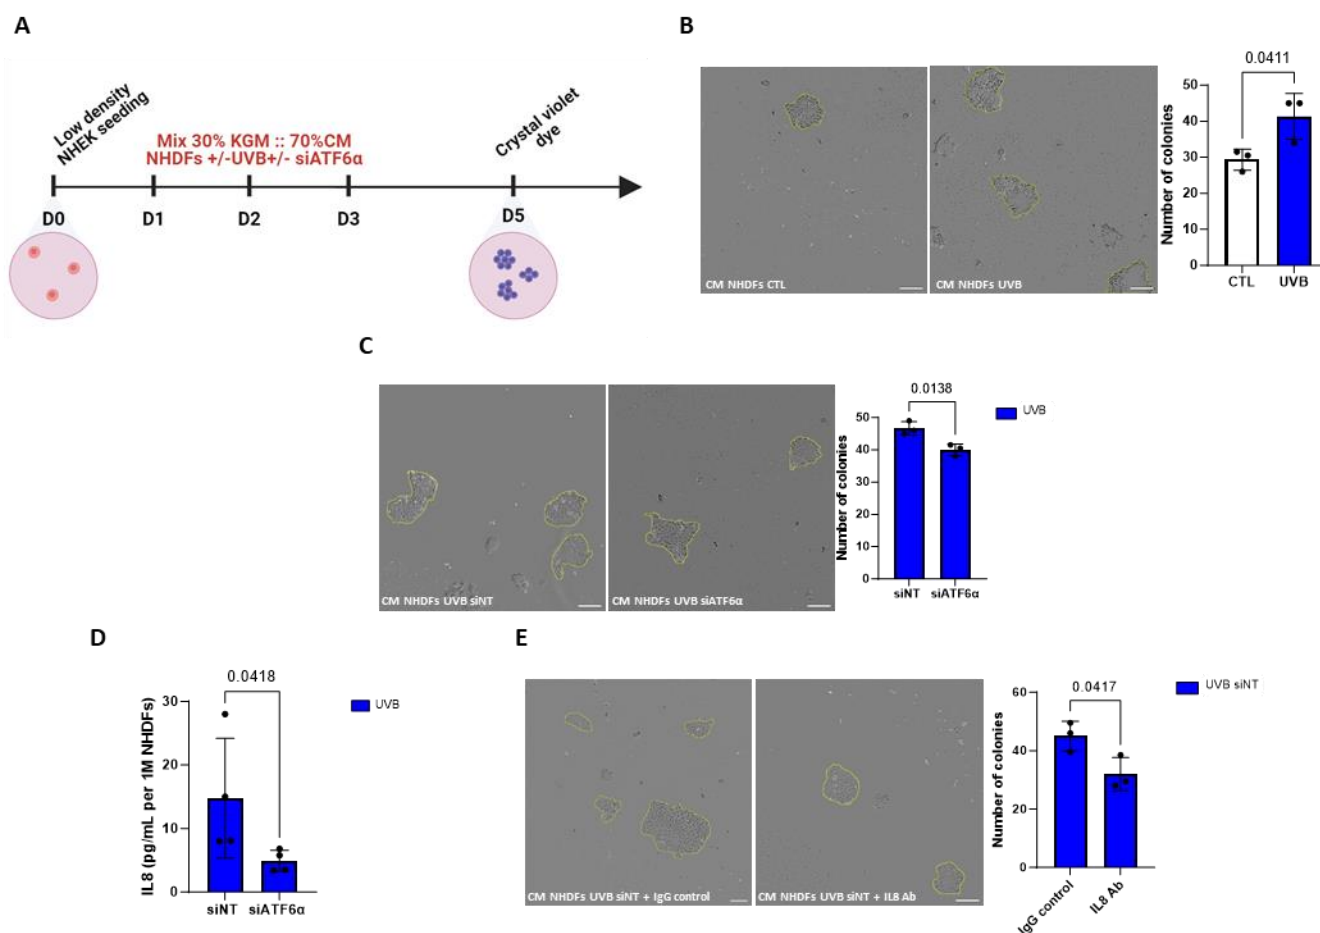 A
Low density
NHEK seeding
Mix 30% KGM :: 70%CM
NHDFs +/-UVB+/- siATF6α
Crystal violet
dye
D0
D1
D2
D3
D5
B
CM NHDFs CTL
CM NHDFs UVB
0.0411
Number of colonies
50
40
30
20
10
0
CTL
UVB
C
CM NHDFs UVB siNT
CM NHDFs UVB siATF6α
0.0138
UVB
Number of colonies
50
40
30
20
10
0
siNT
siATF6α
D
0.0418
UVB
IL8 (pg/mL per 1M NHDFs)
30
20
10
0
siNT
siATF6α
E
CM NHDFs UVB siNT + IgG control
CM NHDFs UVB siNT + IL8 Ab
0.0417
UVB siNT
Number of colonies
60
40
20
0
IgG control
IL8 Ab